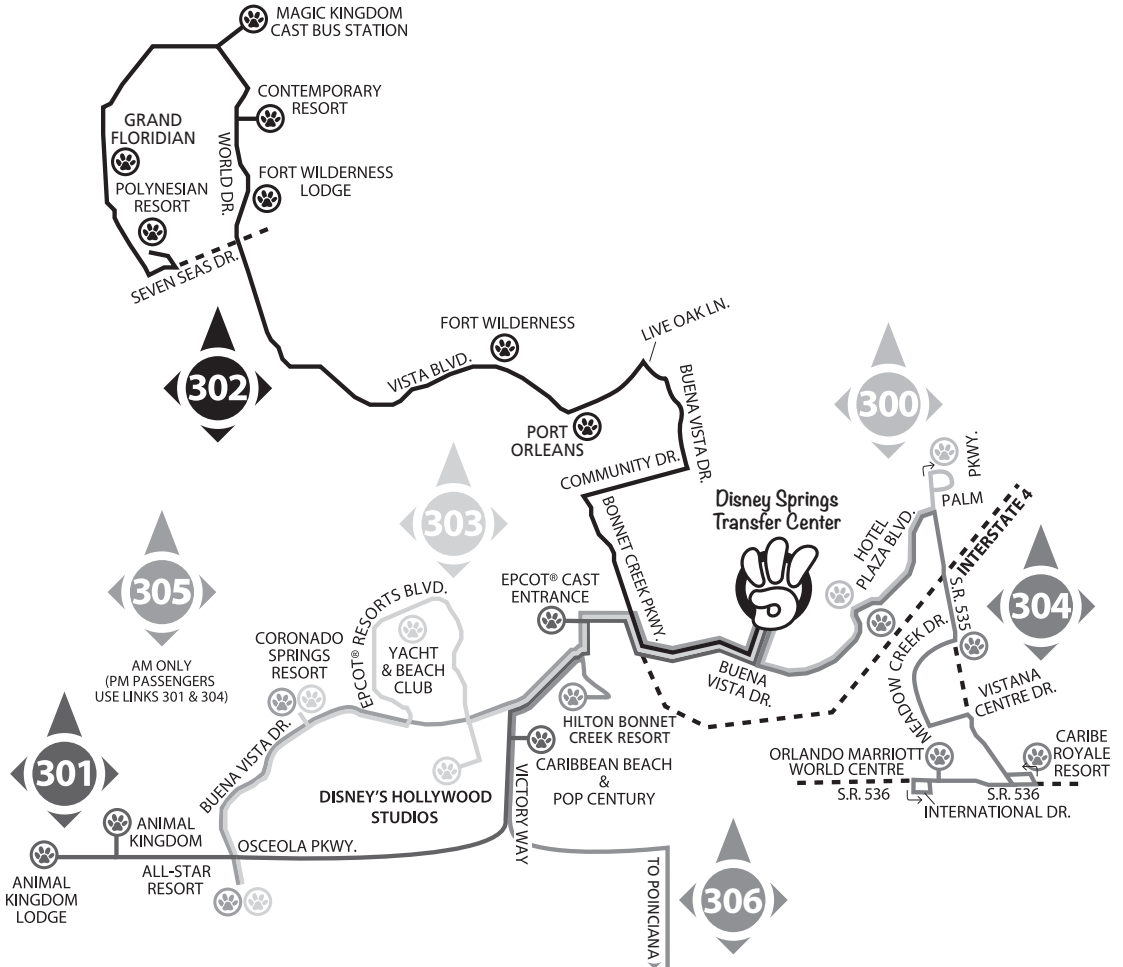 MAGIC KINGDOM
CAST BUS STATION
CONTEMPORARY
RESORT
GRAND
FLORIDIAN
WORLD DR.
FORT WILDERNESS
LODGE
POLYNESIAN
RESORT
SEVEN SEAS DR.
302
FORT WILDERNESS
LIVE OAK LN.
VISTA BLVD.
BUENA VISTA DR.
300
PORT
ORLEANS
COMMUNITY DR.
PKWY.
PALM
303
BONNET CREEK PKWY.
Disney Springs
Transfer Center
HOTEL
PLAZA BLVD.
INTERSTATE 4
305
EPCOT® CAST
ENTRANCE
S.R. 535
304
EPCOT® RESORTS BLVD.
CORONADO
SPRINGS
RESORT
YACHT
& BEACH
CLUB
MEADOW CREEK DR.
AM ONLY
(PM PASSENGERS
USE LINKS 301 & 304)
BUENA
VISTA DR.
VISTANA
CENTRE DR.
HILTON BONNET
CREEK RESORT
301
BUENA VISTA DR.
CARIBBEAN BEACH
&
POP CENTURY
ORLANDO MARRIOTT
WORLD CENTRE
CARIBE
ROYALE
RESORT
S.R. 536
S.R. 536
INTERNATIONAL DR.
DISNEY'S HOLLYWOOD
STUDIOS
VICTORY WAY
ANIMAL
KINGDOM
OSCEOLA PKWY.
ALL-STAR
RESORT
ANIMAL
KINGDOM
LODGE
TO POINCIANA
306